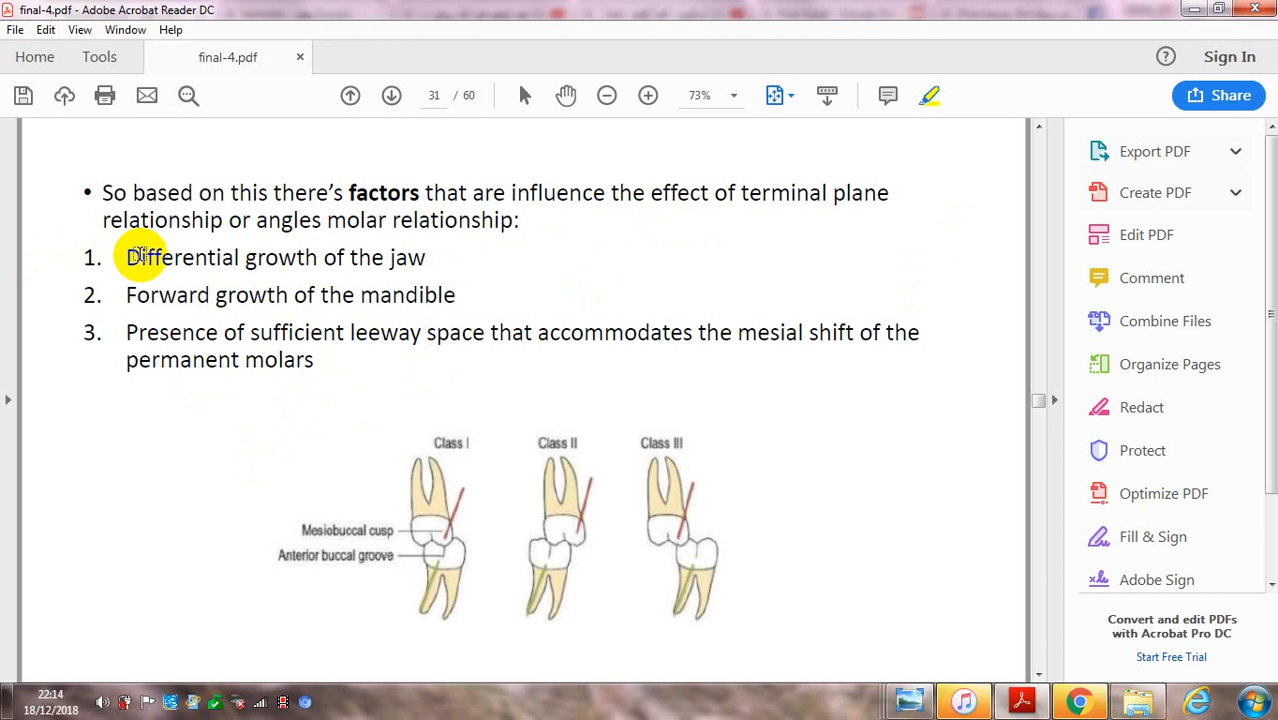 final-4.pdf - Adobe Acrobat Reader DC
File Edit View Window Help
Home Tools final-4.pdf × ? Sign In
31 / 60 73% Share
• So based on this there's factors that are influence the effect of terminal plane
relationship or angles molar relationship:
1. Differential growth of the jaw
2. Forward growth of the mandible
3. Presence of sufficient leeway space that accommodates the mesial shift of the
permanent molars
Class I Class II Class III
Mesiobuccal cusp
Anterior buccal groove
Export PDF
Create PDF
Edit PDF
Comment
Combine Files
Organize Pages
Redact
Protect
Optimize PDF
Fill & Sign
Adobe Sign
Convert and edit PDFs
with Acrobat Pro DC
Start Free Trial
22:14
18/12/2018